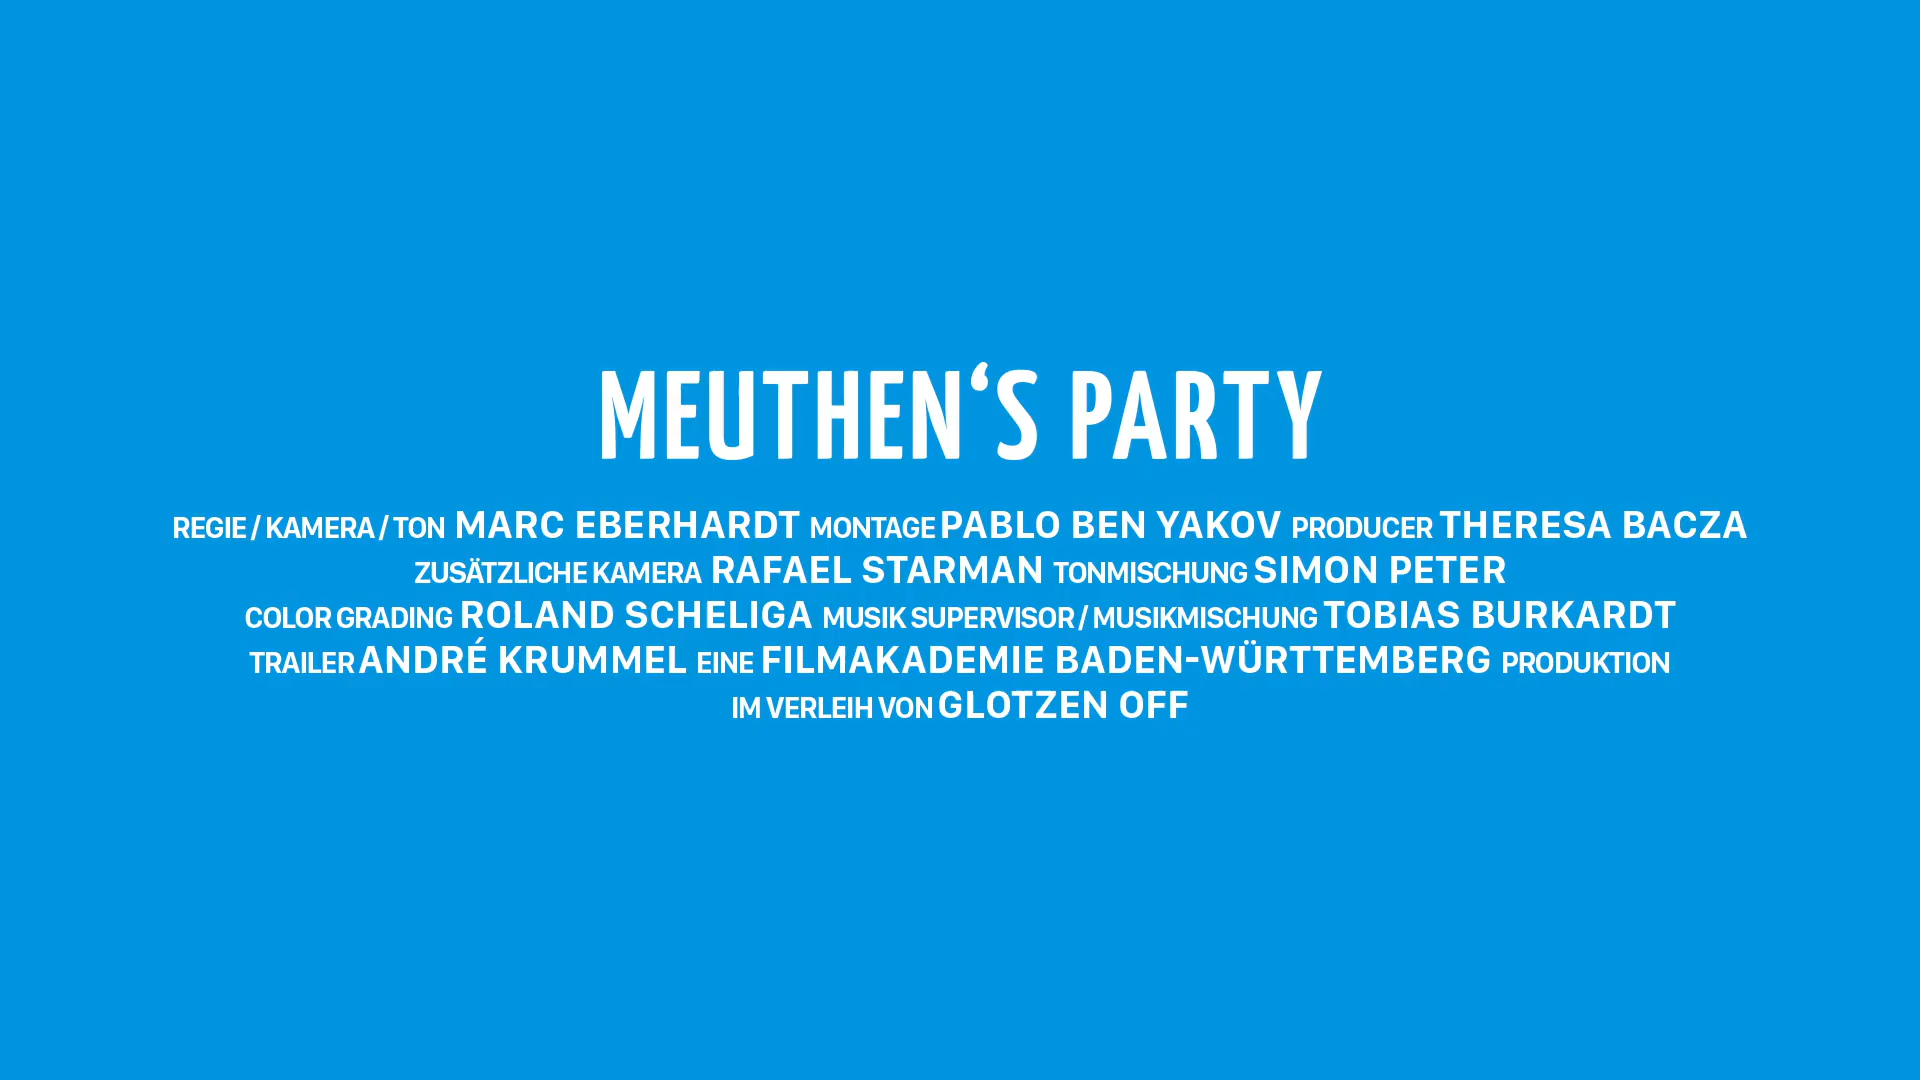 MEUTHEN‘S PARTY
REGIE / KAMERA / TON MARC EBERHARDT MONTAGE PABLO BEN YAKOV PRODUCER THERESA BACZA
ZUSÄTZLICHE KAMERA RAFAEL STARMAN TONMISCHUNG SIMON PETER
COLOR GRADING ROLAND SCHELIGA MUSIK SUPERVISOR / MUSIKMISCHUNG TOBIAS BURKARDT
TRAILER ANDRÉ KRUMMEL EINE FILMAKADEMIE BADEN-WÜRTTEMBERG PRODUKTION
IM VERLEIH VON GLOTZEN OFF